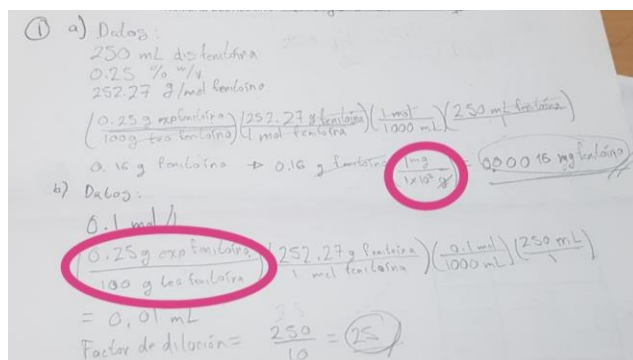 ① a) Datos:
250 mL dis fenitoína
0.25 % w/v
252.27 g/mol fenitoína
(0.25 g exp fenitoína / 100 g teo fenitoína) (252.27 g fenitoína / 1 mol fenitoína) (1 mol / 1000 mL) (250 mL fenitoína / 1)
0.16 g fenitoína → 0.16 g fenitoína (1mg / 1x10³ g) = 0.00016 mg fenitoína
b) Datos:
0.1 mol/
(0.25 g exp fenitoína / 100 g teo fenitoína) (252.27 g fenitoína / 1 mol fenitoína) (0.1 mol / 1000 mL) (250 mL / 1)
= 0,01 mL
Factor de dilución = 250 / 10 = 25